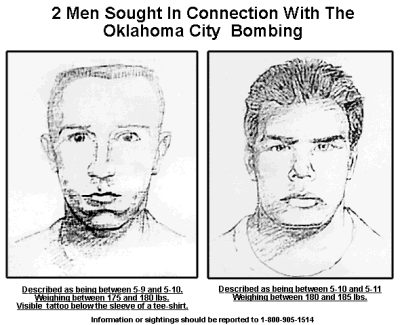 2 Men Sought In Connection With The
Oklahoma City Bombing
Described as being between 5-9 and 5-10.
Weighing between 175 and 180 lbs.
Visible tattoo below the sleeve of a tee-shirt.
Described as being between 5-10 and 5-11
Weighing between 180 and 185 lbs.
Information or sightings should be reported to 1-800-905-1514